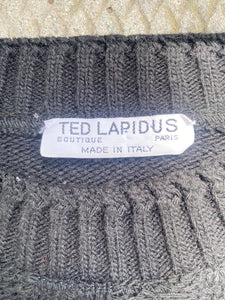 TED LAPIDUS
BOUTIQUE PARIS
MADE IN ITALY